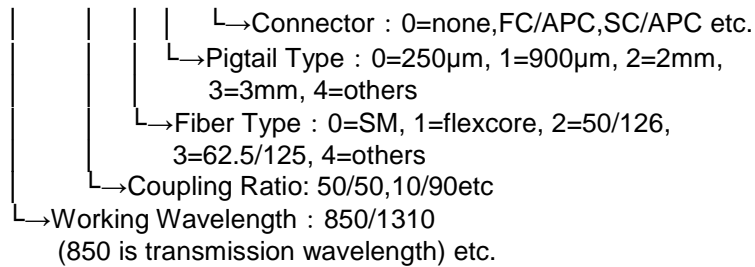 └→Connector：0=none,FC/APC,SC/APC etc.
└→Pigtail Type：0=250μm, 1=900μm, 2=2mm,
3=3mm, 4=others
└→Fiber Type：0=SM, 1=flexcore, 2=50/126,
3=62.5/125, 4=others
└→Coupling Ratio: 50/50,10/90etc
└→Working Wavelength：850/1310
(850 is transmission wavelength) etc.